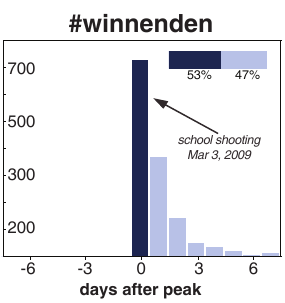 #winnenden
53% 47%
school shooting
Mar 3, 2009
700
500
300
200
-6 -3 0 3 6
days after peak